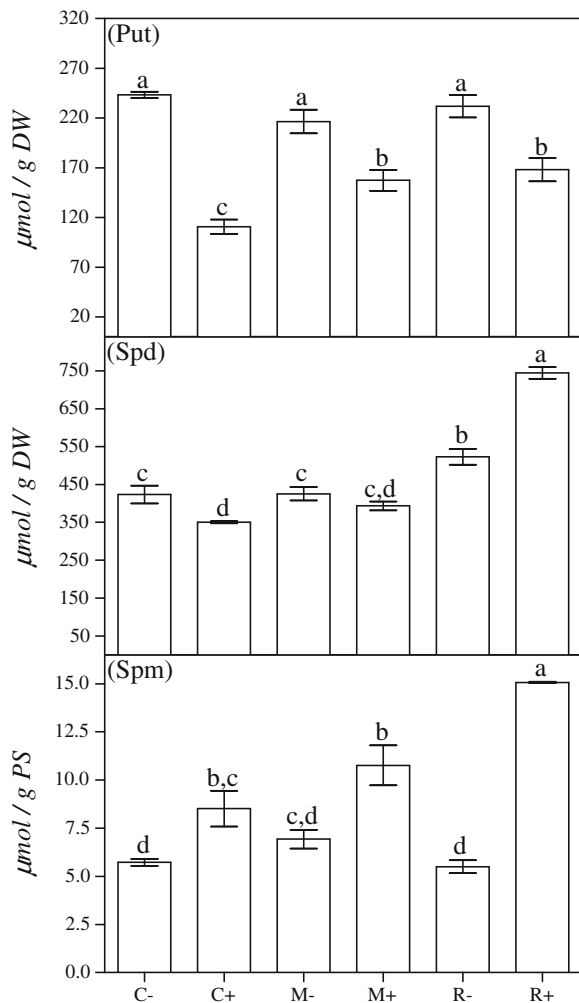 (Put)
320
270
220
170
120
70
20
μmol / g DW
a
c
a
b
a
b
(Spd)
750
650
550
450
350
250
150
50
μmol / g DW
c
d
c
c,d
b
a
(Spm)
15.0
12.5
10.0
7.5
5.0
2.5
0.0
μmol / g PS
d
b,c
c,d
b
d
a
C- C+ M- M+ R- R+